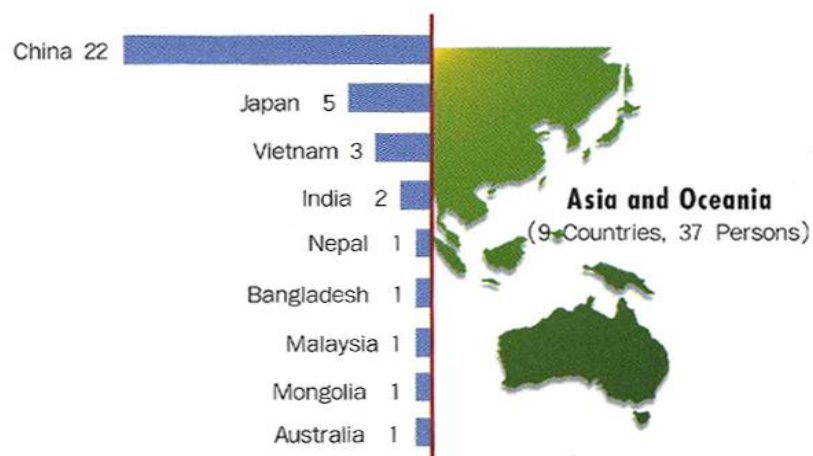 China 22
Japan 5
Vietnam 3
India 2
Asia and Oceania
(9 Countries, 37 Persons)
Nepal 1
Bangladesh 1
Malaysia 1
Mongolia 1
Australia 1